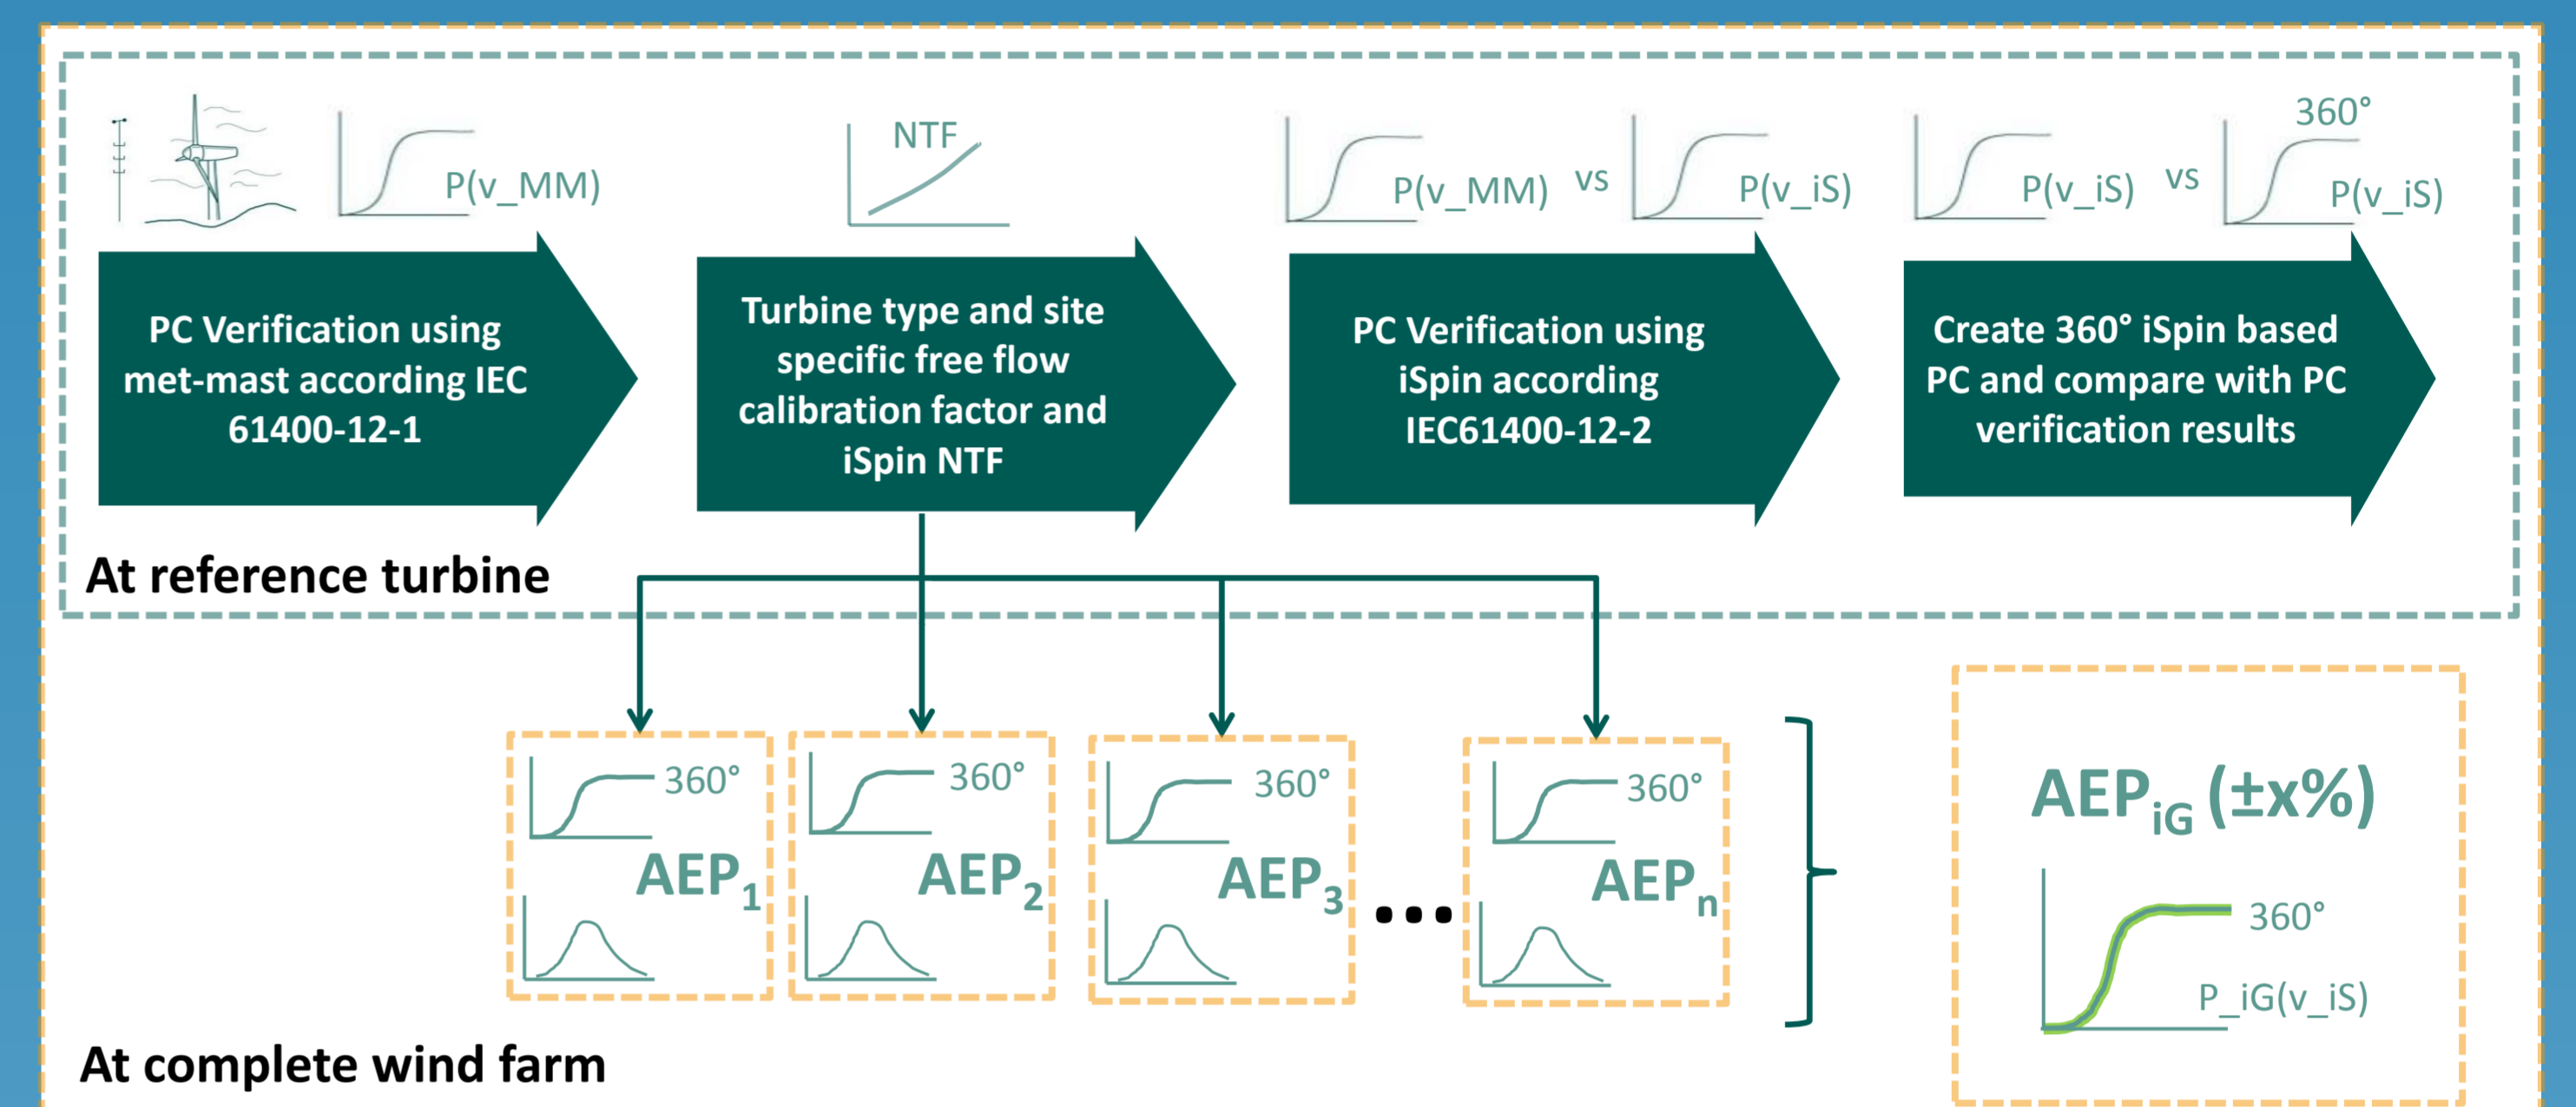 P(v_MM)
NTF
P(v_MM) vs P(v_iS)
P(v_iS) vs 360° P(v_iS)
PC Verification using
met-mast according IEC
61400-12-1
Turbine type and site
specific free flow
calibration factor and
iSpin NTF
PC Verification using
iSpin according
IEC61400-12-2
Create 360° iSpin based
PC and compare with PC
verification results
At reference turbine
360°
AEP1
360°
AEP2
360°
AEP3
...
360°
AEPn
AEPiG (±x%)
360°
P_iG(v_iS)
At complete wind farm